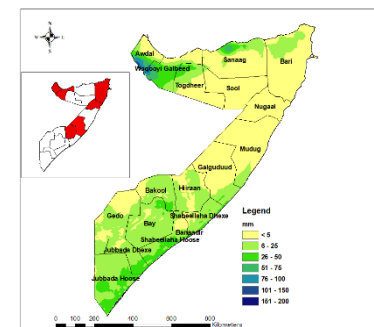 Awdal
Woqooyi Galbeed
Sanaag
Bari
Togdheer
Sool
Nugaal
Mudug
Galguduud
Hiiraan
Bakool
Gedo
Bay
Shabeellaha Dhexe
Banaadir
Shabeellaha Hoose
Jubbada Dhexe
Jubbada Hoose
Legend
mm
< 5
6 - 25
26 - 50
51 - 75
76 - 100
101 - 150
151 - 200
0 100 200 400 600 800
Kilometers